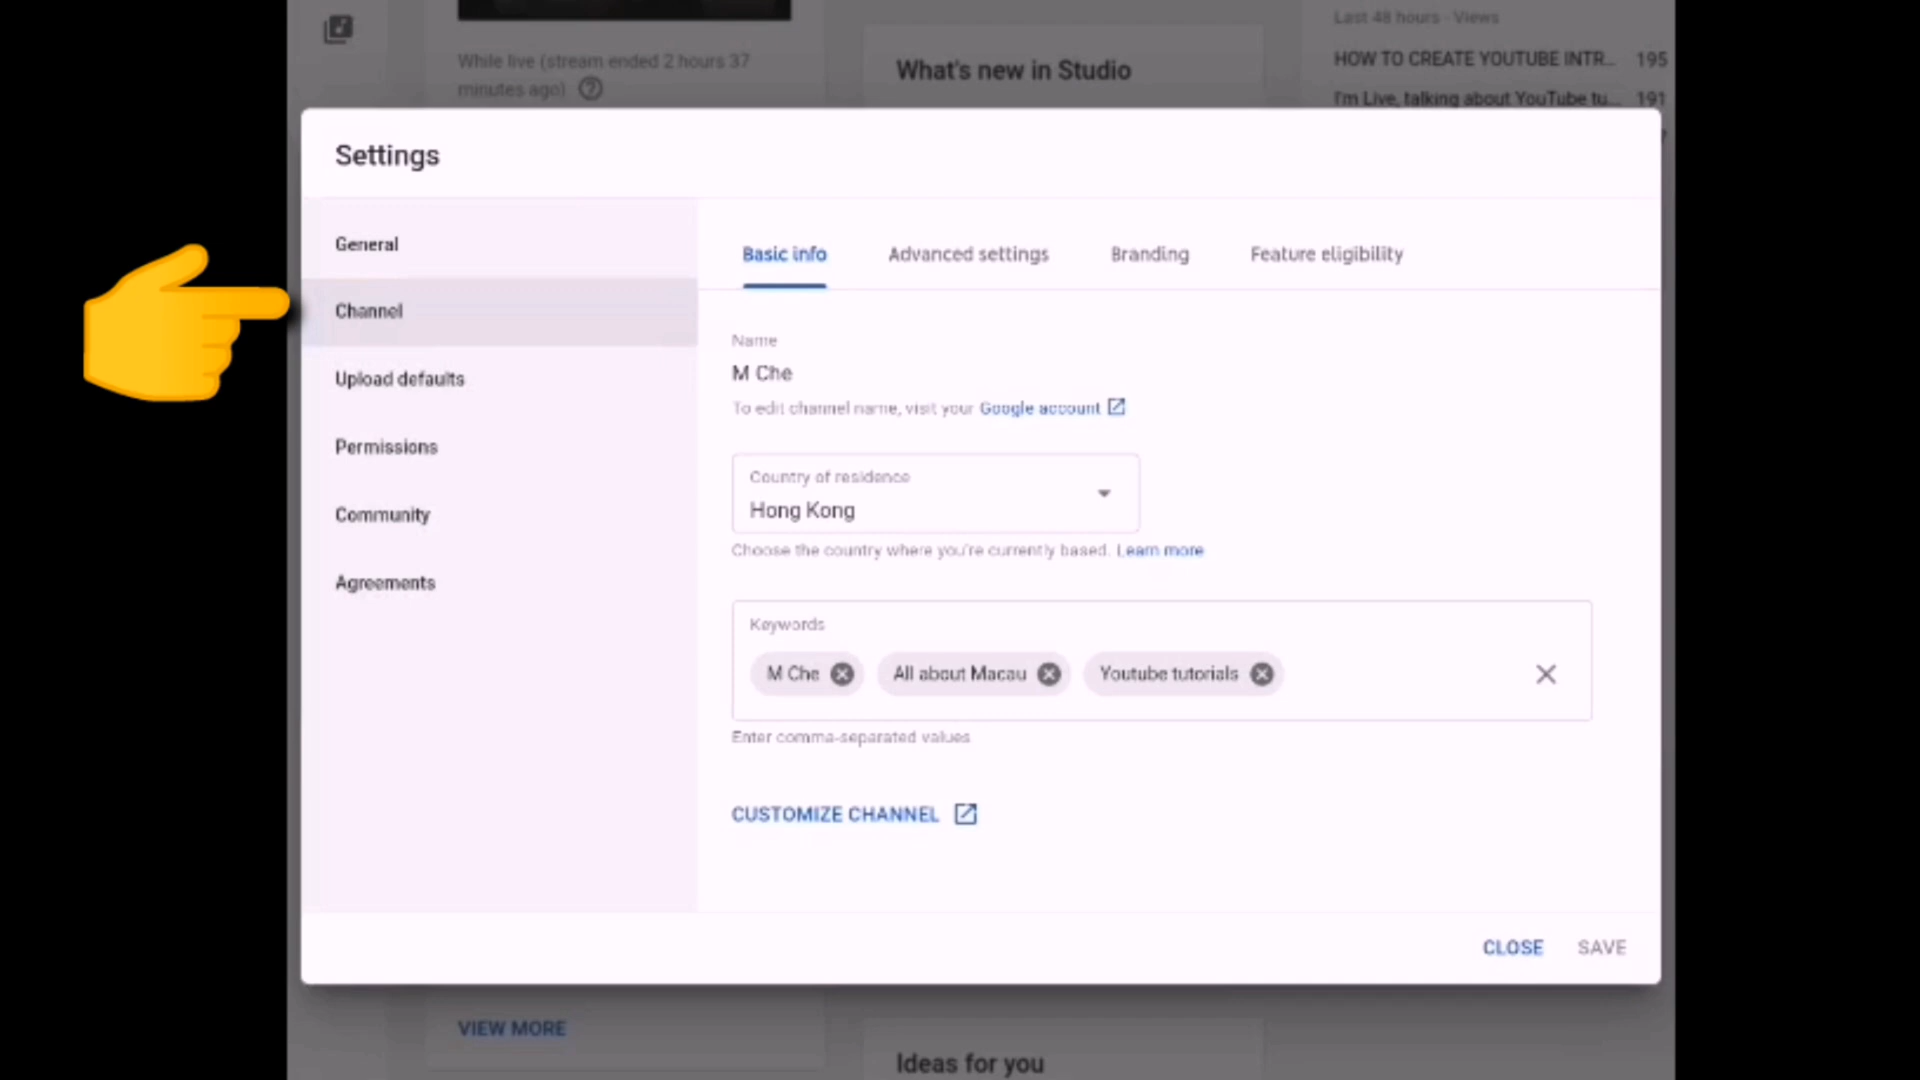 While live (stream ended 2 hours 37
minutes ago)
What's new in Studio
Last 48 hours · Views
HOW TO CREATE YOUTUBE INTR... 195
I'm Live, talking about YouTube tu... 191
Settings
General
Channel
Upload defaults
Permissions
Community
Agreements
Basic info Advanced settings Branding Feature eligibility
Name
M Che
To edit channel name, visit your Google account
Country of residence
Hong Kong
Choose the country where you're currently based. Learn more
Keywords
M Che All about Macau Youtube tutorials
Enter comma-separated values
CUSTOMIZE CHANNEL
CLOSE SAVE
VIEW MORE
Ideas for you